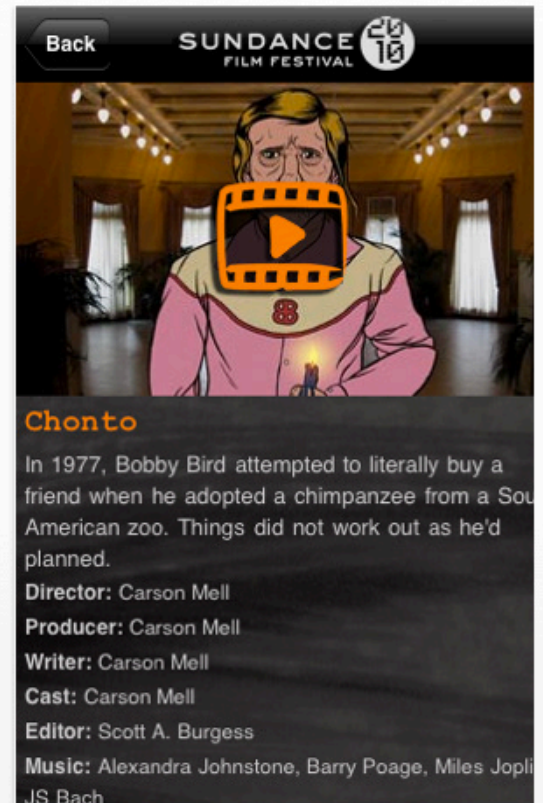 Back
SUNDANCE
FILM FESTIVAL
2010
8
Chonto
In 1977, Bobby Bird attempted to literally buy a
friend when he adopted a chimpanzee from a Sou
American zoo. Things did not work out as he'd
planned.
Director: Carson Mell
Producer: Carson Mell
Writer: Carson Mell
Cast: Carson Mell
Editor: Scott A. Burgess
Music: Alexandra Johnstone, Barry Poage, Miles Jopli
JS Bach